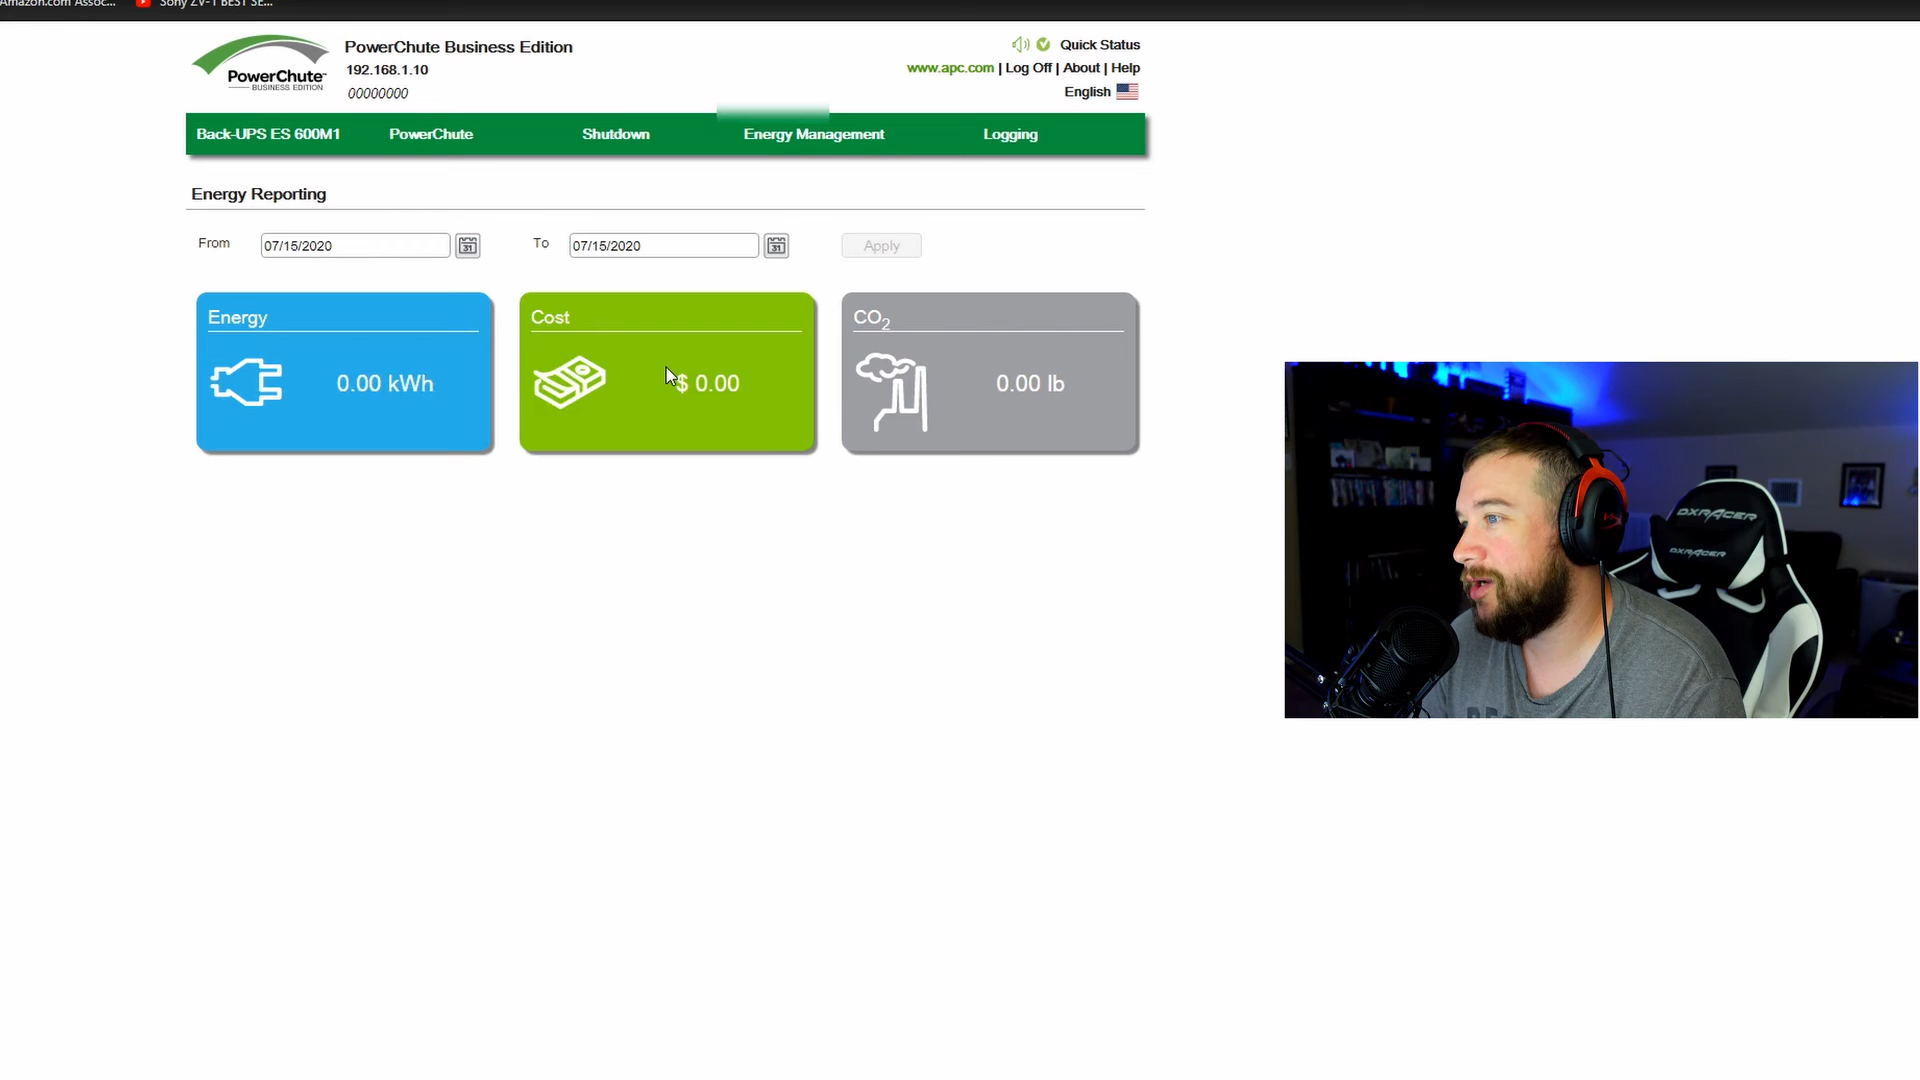 Amazon.com Assoc... Sony ZV-1 BEST SE...
PowerChute Business Edition
192.168.1.10
00000000
PowerChute™
BUSINESS EDITION
Quick Status
www.apc.com | Log Off | About | Help
English
Back-UPS ES 600M1 PowerChute Shutdown Energy Management Logging
Energy Reporting
From 07/15/2020 31 To 07/15/2020 31 Apply
Energy
0.00 kWh
Cost
$ 0.00
CO2
0.00 lb
DXRACER
DXRACER